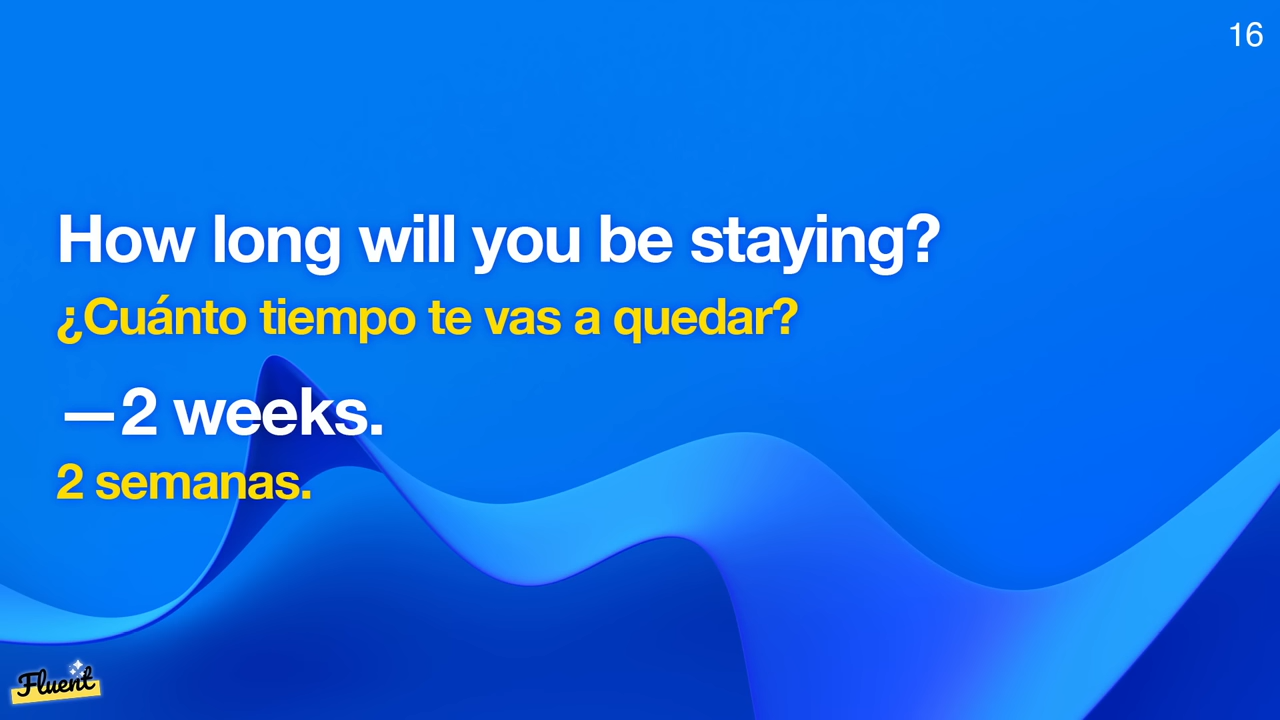 16
How long will you be staying?
¿Cuánto tiempo te vas a quedar?
—2 weeks.
2 semanas.
Fluent